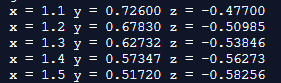 x = 1.1 y = 0.72600 z = -0.47700
x = 1.2 y = 0.67830 z = -0.50985
x = 1.3 y = 0.62732 z = -0.53846
x = 1.4 y = 0.57347 z = -0.56273
x = 1.5 y = 0.51720 z = -0.58256